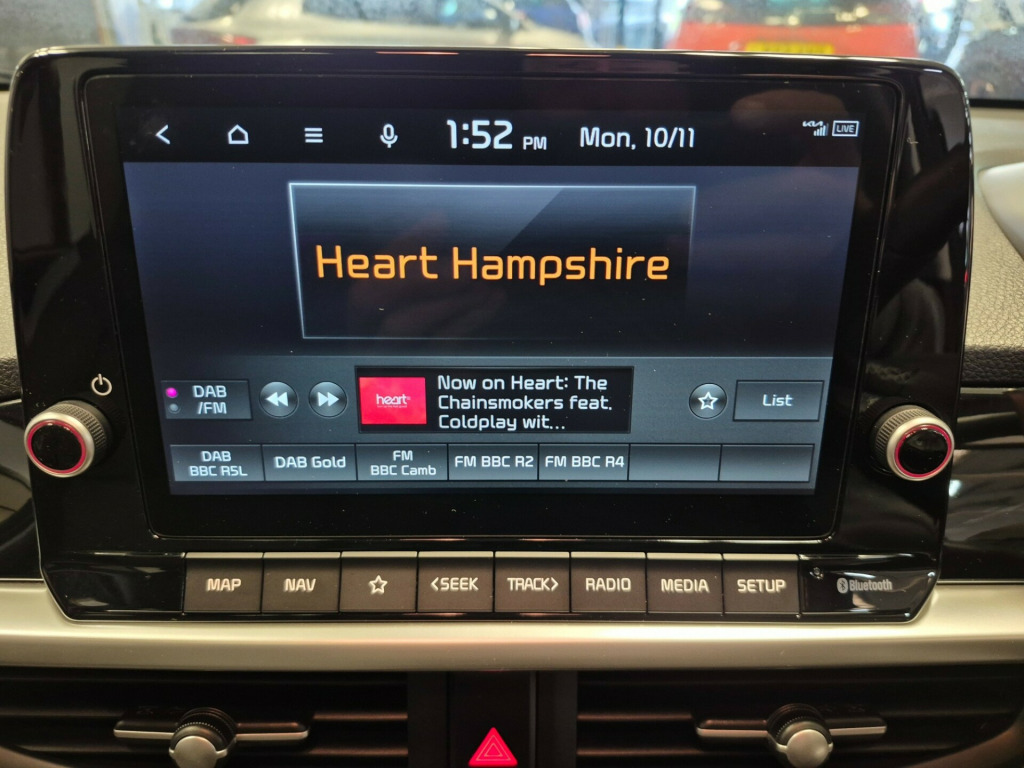 1:52 PM Mon, 10/11 KIA LIVE
Heart Hampshire
DAB
/FM
heart
Now on Heart: The
Chainsmokers feat.
Coldplay wit...
List
DAB
BBC R5L
DAB Gold
FM
BBC Camb
FM BBC R2
FM BBC R4
MAP
NAV
<SEEK
TRACK>
RADIO
MEDIA
SETUP
Bluetooth